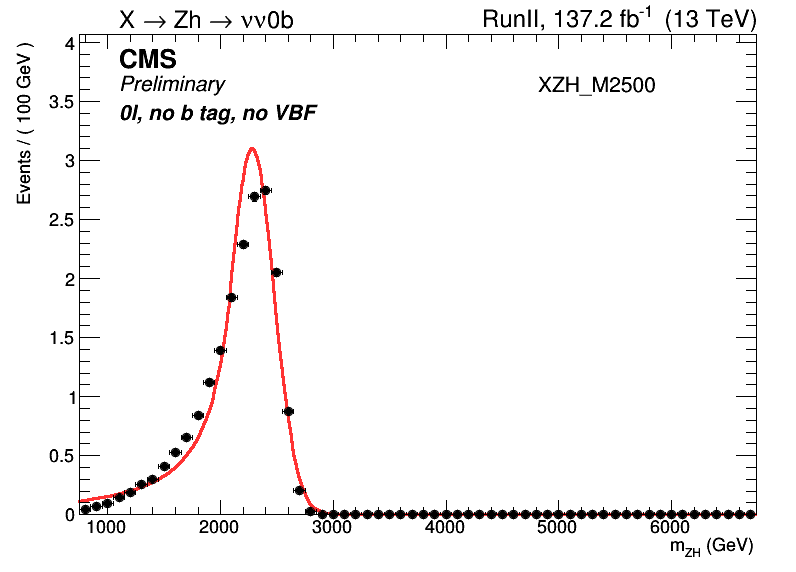 X → Zh → νν0b
RunII, 137.2 fb⁻¹ (13 TeV)
CMS
Preliminary
0l, no b tag, no VBF
XZH_M2500
Events / ( 100 GeV )
4
3.5
3
2.5
2
1.5
1
0.5
0
1000 2000 3000 4000 5000 6000
m_ZH (GeV)